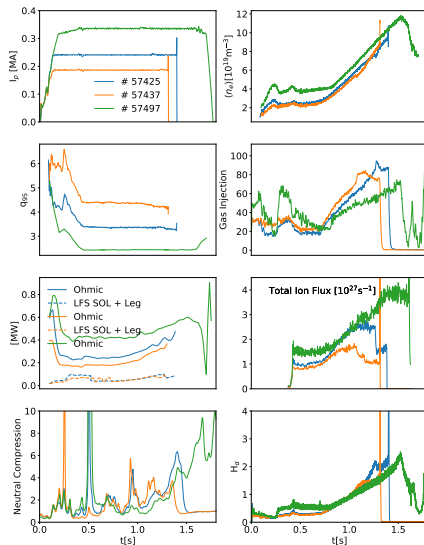 I_p [MA]
0.4
0.3
0.2
0.1
0.0
# 57425
# 57437
# 57497
⟨n_e⟩[10^19 m^-3]
12
10
8
6
4
2
0
q_95
6
5
4
3
Gas Injection
100
80
60
40
20
0
[MW]
0.8
0.6
0.4
0.2
0.0
Ohmic
LFS SOL + Leg
Ohmic
LFS SOL + Leg
Ohmic
Total Ion Flux [10^27 s^-1]
4
3
2
1
0
Neutral Compression
10
8
6
4
2
0
0.0 0.5 1.0 1.5
t[s]
H_α
4
3
2
1
0
0.0 0.5 1.0 1.5
t[s]